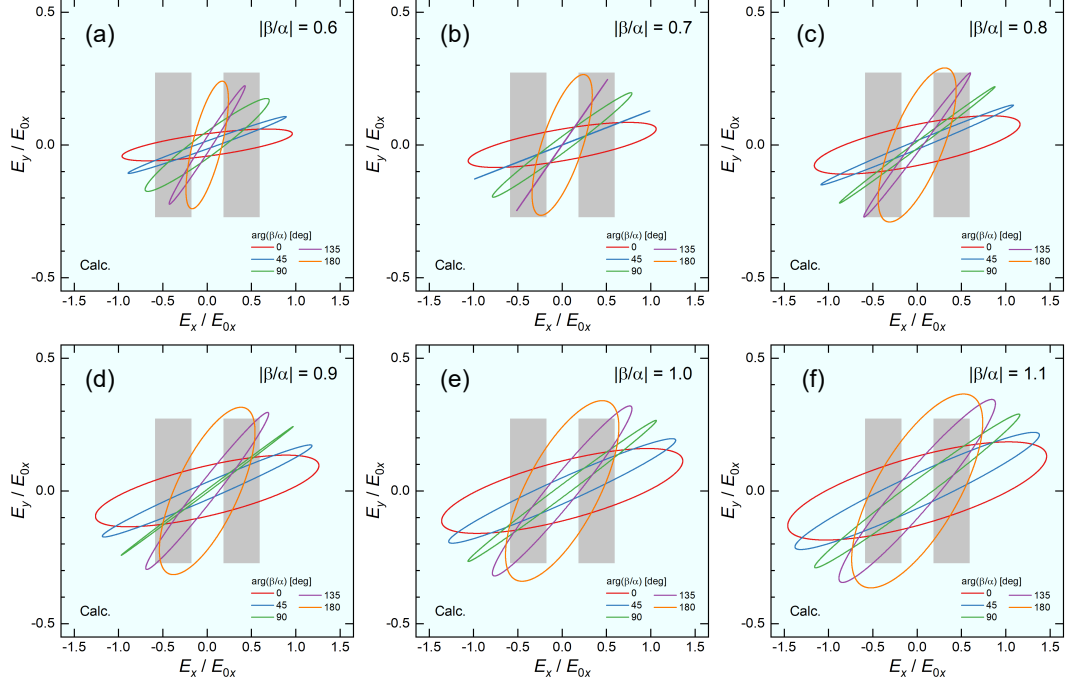 (a)
|β/α| = 0.6
0.5
0.0
-0.5
E_y / E_0x
arg(β/α) [deg]
0
135
45
180
90
Calc.
-1.5 -1.0 -0.5 0.0 0.5 1.0 1.5
E_x / E_0x
(b)
|β/α| = 0.7
0.5
0.0
-0.5
E_y / E_0x
arg(β/α) [deg]
0
135
45
180
90
Calc.
-1.5 -1.0 -0.5 0.0 0.5 1.0 1.5
E_x / E_0x
(c)
|β/α| = 0.8
0.5
0.0
-0.5
E_y / E_0x
arg(β/α) [deg]
0
135
45
180
90
Calc.
-1.5 -1.0 -0.5 0.0 0.5 1.0 1.5
E_x / E_0x
(d)
|β/α| = 0.9
0.5
0.0
-0.5
E_y / E_0x
arg(β/α) [deg]
0
135
45
180
90
Calc.
-1.5 -1.0 -0.5 0.0 0.5 1.0 1.5
E_x / E_0x
(e)
|β/α| = 1.0
0.5
0.0
-0.5
E_y / E_0x
arg(β/α) [deg]
0
135
45
180
90
Calc.
-1.5 -1.0 -0.5 0.0 0.5 1.0 1.5
E_x / E_0x
(f)
|β/α| = 1.1
0.5
0.0
-0.5
E_y / E_0x
arg(β/α) [deg]
0
135
45
180
90
Calc.
-1.5 -1.0 -0.5 0.0 0.5 1.0 1.5
E_x / E_0x